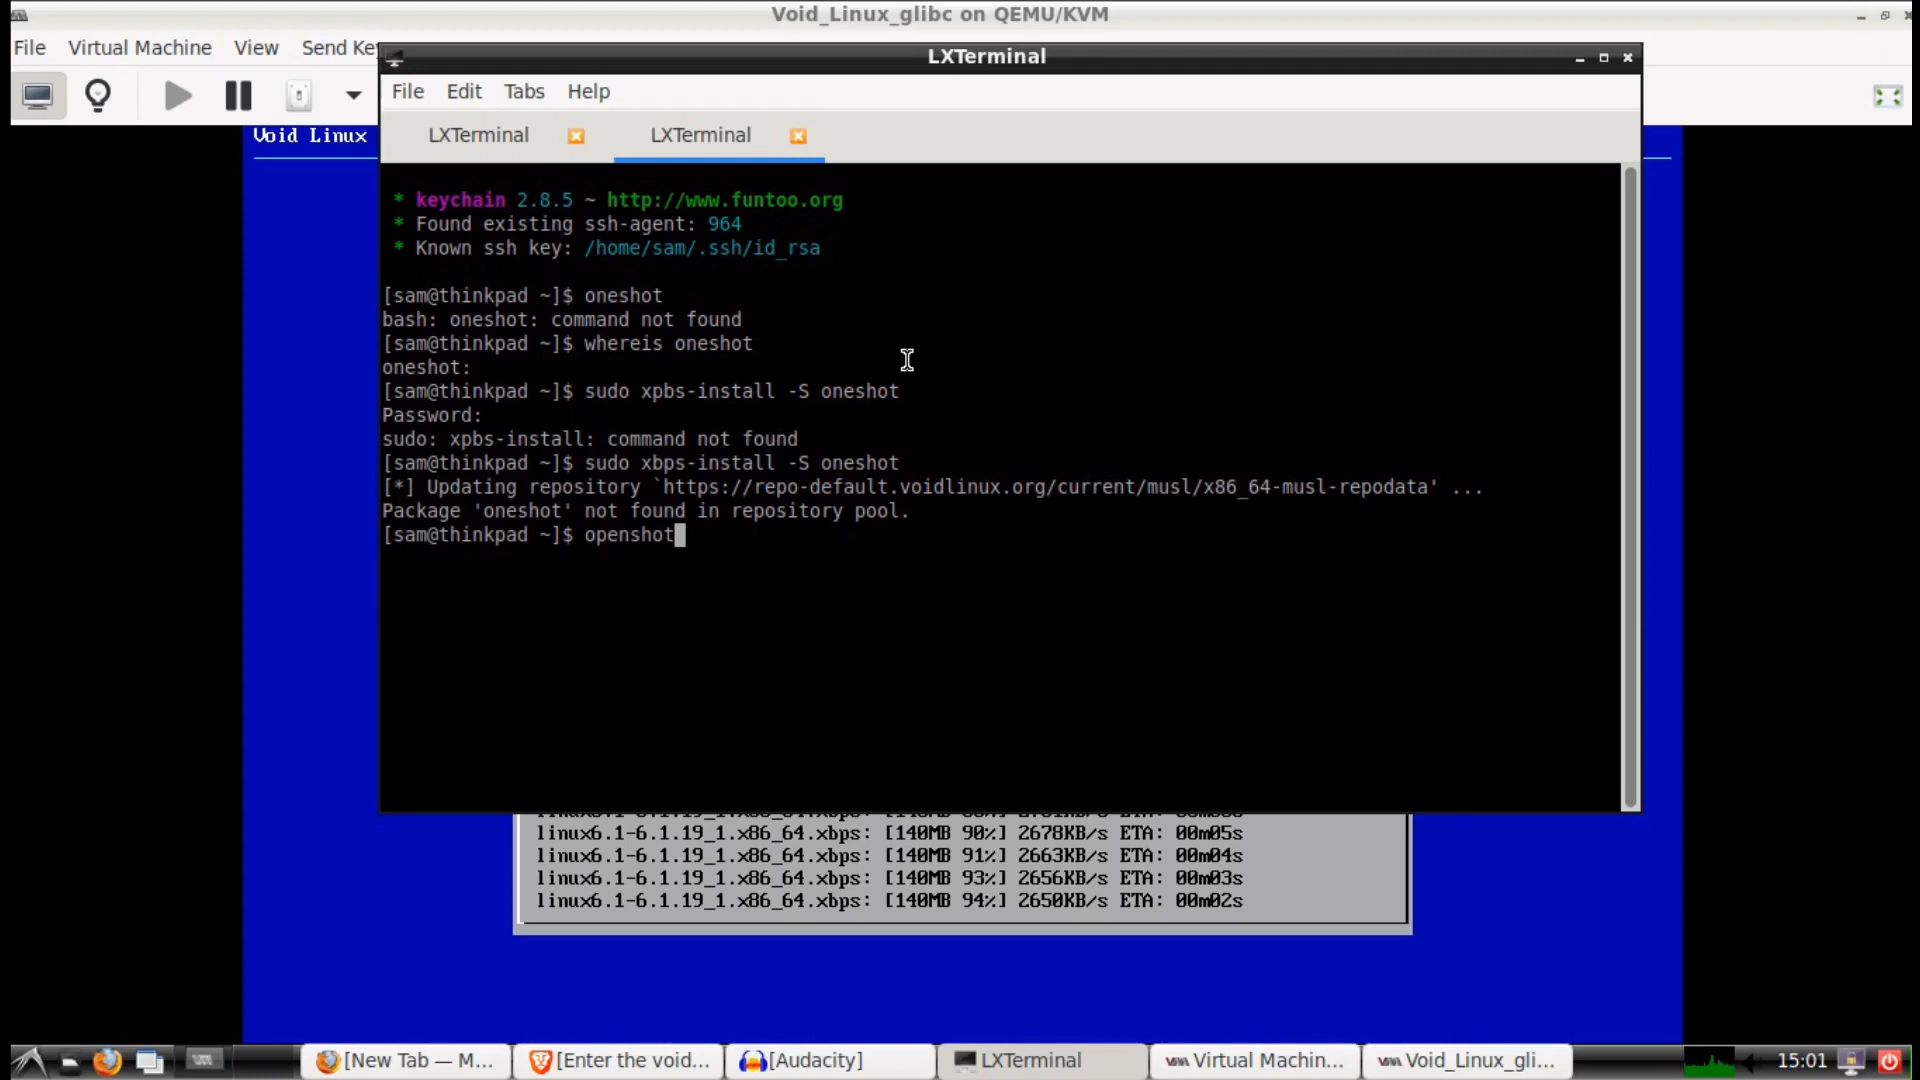 Void_Linux_glibc on QEMU/KVM
File Virtual Machine View Send Ke
LXTerminal
File Edit Tabs Help
LXTerminal LXTerminal
Void Linux
* keychain 2.8.5 ~ http://www.funtoo.org
* Found existing ssh-agent: 964
* Known ssh key: /home/sam/.ssh/id_rsa
[sam@thinkpad ~]$ oneshot
bash: oneshot: command not found
[sam@thinkpad ~]$ whereis oneshot
oneshot:
[sam@thinkpad ~]$ sudo xpbs-install -S oneshot
Password:
sudo: xpbs-install: command not found
[sam@thinkpad ~]$ sudo xbps-install -S oneshot
[*] Updating repository `https://repo-default.voidlinux.org/current/musl/x86_64-musl-repodata' ...
Package 'oneshot' not found in repository pool.
[sam@thinkpad ~]$ openshot
linux6.1-6.1.19_1.x86_64.xbps: [140MB 90%] 2678KB/s ETA: 00m05s
linux6.1-6.1.19_1.x86_64.xbps: [140MB 91%] 2663KB/s ETA: 00m04s
linux6.1-6.1.19_1.x86_64.xbps: [140MB 93%] 2656KB/s ETA: 00m03s
linux6.1-6.1.19_1.x86_64.xbps: [140MB 94%] 2650KB/s ETA: 00m02s
[New Tab — M... [Enter the void... [Audacity] LXTerminal Virtual Machin... Void_Linux_gli... 15:01